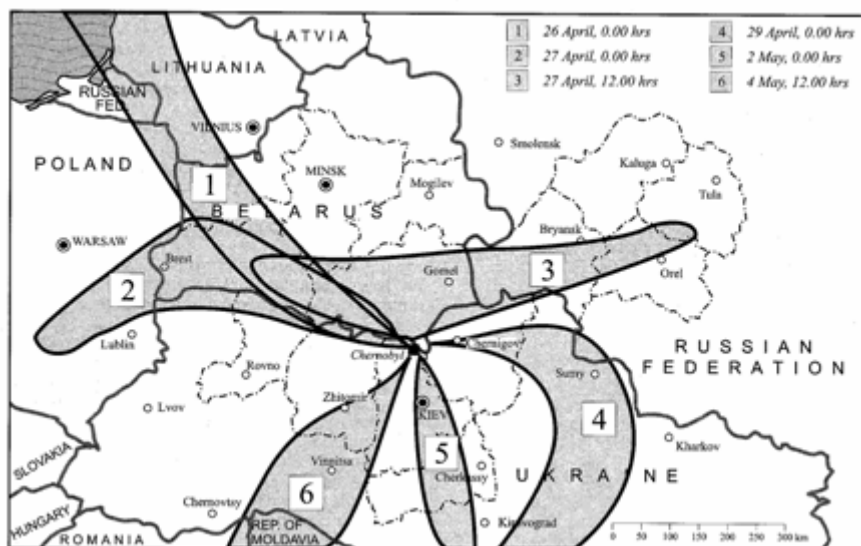 1 26 April, 0.00 hrs
2 27 April, 0.00 hrs
3 27 April, 12.00 hrs
4 29 April, 0.00 hrs
5 2 May, 0.00 hrs
6 4 May, 12.00 hrs
LATVIA
LITHUANIA
RUSSIAN FED.
VILNIUS
Smolensk
Kaluga
Tula
POLAND
MINSK
Mogilev
1
BELARUS
Bryansk
WARSAW
Brest
Gomel
3
Orel
2
Lublin
Chernobyl
Chernigov
RUSSIAN
FEDERATION
Rovno
Sumy
Zhitomir
KIEV
4
Lvov
Kharkov
5
SLOVAKIA
Vinnitsa
Cherkassy
UKRAINE
6
HUNGARY
Chernovtsy
REP. OF
MOLDAVIA
Kirovograd
ROMANIA
0 50 100 150 200 250 300 km